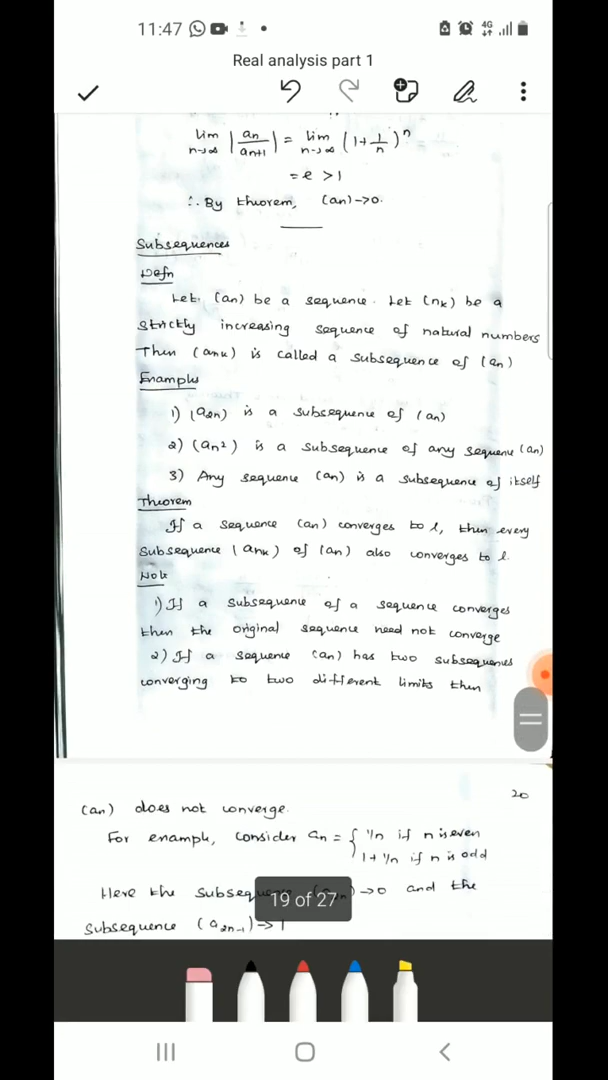 11:47
4G
Real analysis part 1
lim n→∞ |an/an+1| = lim n→∞ (1+1/n)^n
= e >1
∴ By theorem, (an)→0.
Subsequences
Defn
Let (an) be a sequence. Let (nk) be a
strictly increasing sequence of natural numbers
Then (ank) is called a subsequence of (an)
Examples
1) (a2n) is a subsequence of (an)
2) (an²) is a subsequence of any sequence (an)
3) Any sequence (an) is a subsequence of itself
Theorem
If a sequence (an) converges to l, then every
subsequence (ank) of (an) also converges to l.
Note
1) If a subsequence of a sequence converges
then the original sequence need not converge
2) If a sequence (an) has two subsequences
converging to two different limits then
20
(an) does not converge.
For example, consider an = { 1/n if n is even
1+1/n if n is odd
Here the subsequ →0 and the
19 of 27
subsequence (a2n-1)→1